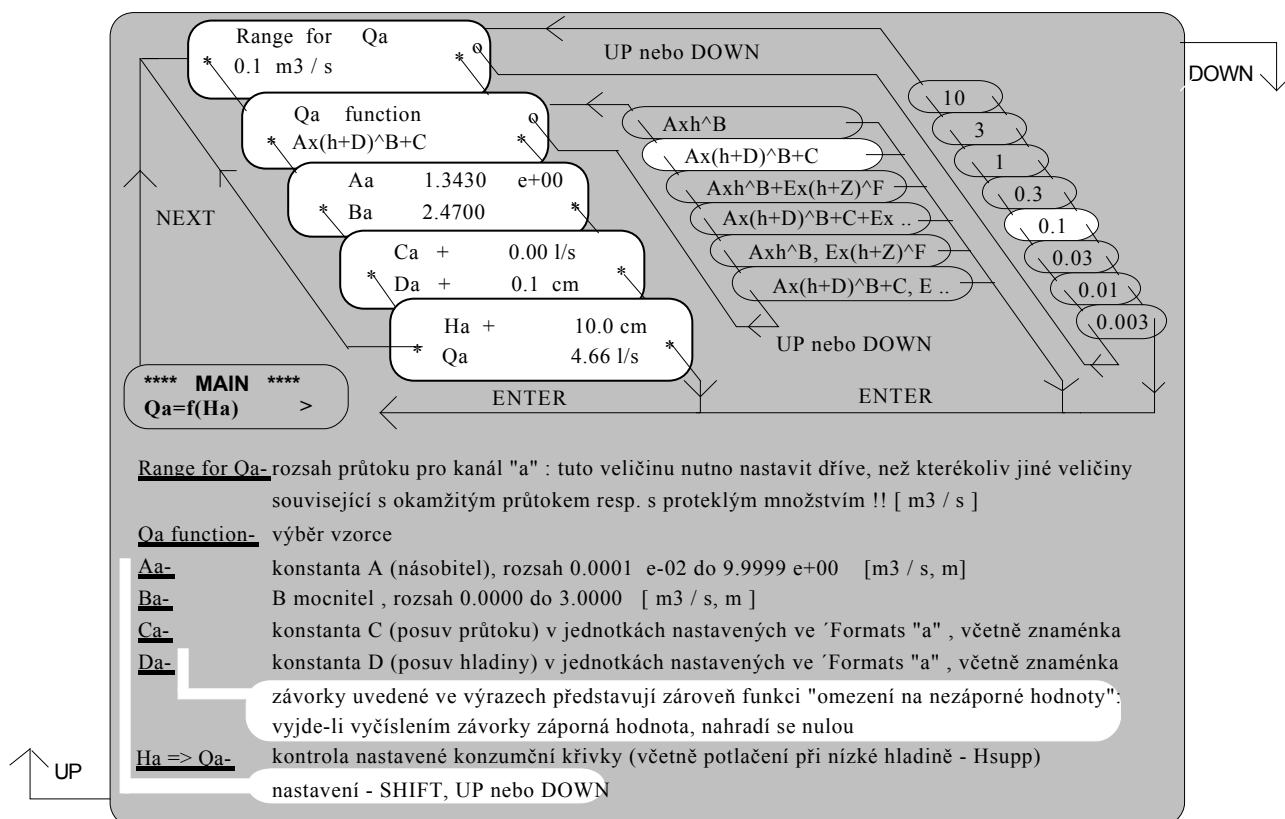 Range for Qa
0.1 m3 / s
* * o
UP nebo DOWN
DOWN
Qa function
Ax(h+D)^B+C
* * o
Aa 1.3430 e+00
Ba 2.4700
* *
Ca + 0.00 l/s
Da + 0.1 cm
* *
Ha + 10.0 cm
Qa 4.66 l/s
* *
Axh^B
Ax(h+D)^B+C
Axh^B+Ex(h+Z)^F
Ax(h+D)^B+C+Ex ..
Axh^B, Ex(h+Z)^F
Ax(h+D)^B+C, E ..
UP nebo DOWN
10
3
1
0.3
0.1
0.03
0.01
0.003
NEXT
**** MAIN ****
Qa=f(Ha) >
ENTER
ENTER
Range for Qa- rozsah průtoku pro kanál "a" : tuto veličinu nutno nastavit dříve, než kterékoliv jiné veličiny
související s okamžitým průtokem resp. s proteklým množstvím !! [ m3 / s ]
Qa function- výběr vzorce
Aa- konstanta A (násobitel), rozsah 0.0001 e-02 do 9.9999 e+00 [m3 / s, m]
Ba- B mocnitel , rozsah 0.0000 do 3.0000 [ m3 / s, m ]
Ca- konstanta C (posuv průtoku) v jednotkách nastavených ve ´Formats "a" , včetně znaménka
Da- konstanta D (posuv hladiny) v jednotkách nastavených ve ´Formats "a" , včetně znaménka
závorky uvedené ve výrazech představují zároveň funkci "omezení na nezáporné hodnoty":
vyjde-li vyčíslením závorky záporná hodnota, nahradí se nulou
Ha => Qa- kontrola nastavené konzumční křivky (včetně potlačení při nízké hladině - Hsupp)
nastavení - SHIFT, UP nebo DOWN
UP